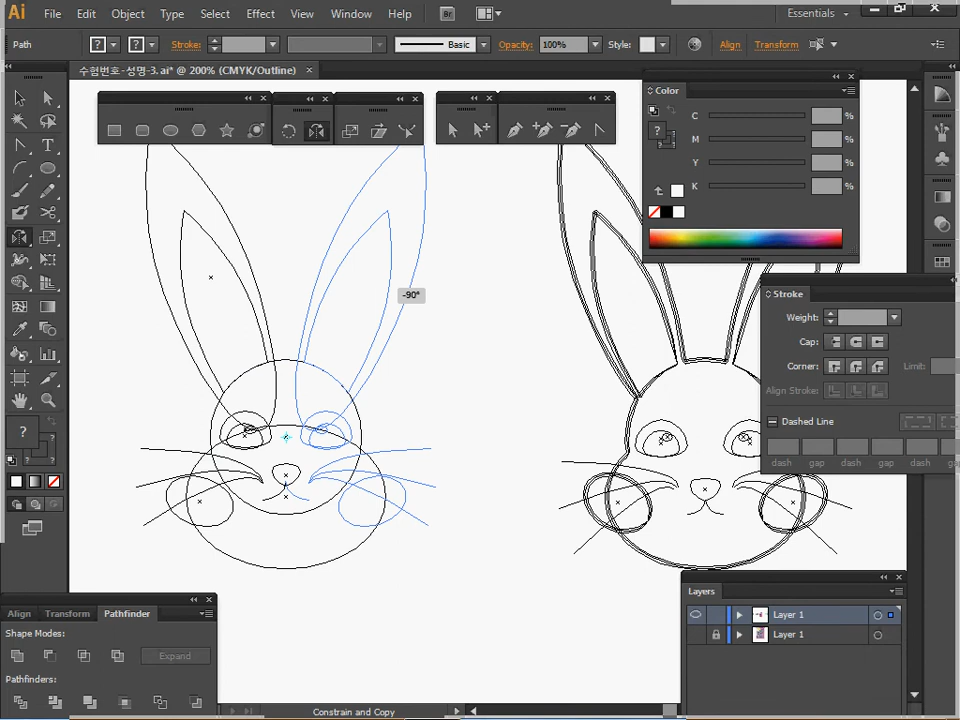 Ai File Edit Object Type Select Effect View Window Help Br Essentials
Path ? ? Stroke: Basic Opacity: 100% Style: Align Transform
수험번호-성명-3.ai* @ 200% (CMYK/Outline) ×
Color
C %
M %
Y %
K %
?
-90°
Stroke
Weight:
Cap:
Corner: Limit:
Align Stroke:
Dashed Line
dash gap dash gap dash gap
?
Layers
Layer 1
Layer 1
Align Transform Pathfinder
Shape Modes:
Expand
Pathfinders:
Constrain and Copy